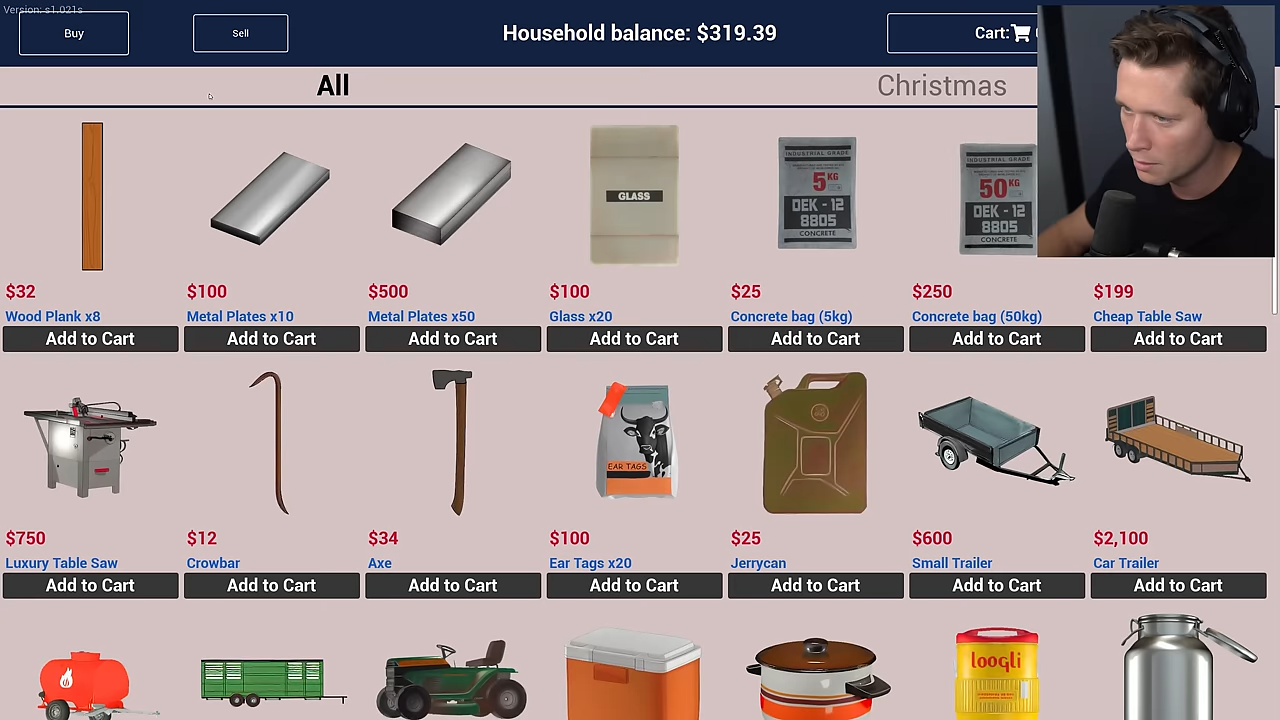 Version: s1.021s
Buy
Sell
Household balance: $319.39
Cart:
All
Christmas
GLASS
INDUSTRIAL GRADE
5KG
DEK - 12
8805
CONCRETE
INDUSTRIAL GRADE
50KG
DEK - 12
8805
CONCRETE
$32
$100
$500
$100
$25
$250
$199
Wood Plank x8
Metal Plates x10
Metal Plates x50
Glass x20
Concrete bag (5kg)
Concrete bag (50kg)
Cheap Table Saw
Add to Cart
Add to Cart
Add to Cart
Add to Cart
Add to Cart
Add to Cart
Add to Cart
EAR TAGS
$750
$12
$34
$100
$25
$600
$2,100
Luxury Table Saw
Crowbar
Axe
Ear Tags x20
Jerrycan
Small Trailer
Car Trailer
Add to Cart
Add to Cart
Add to Cart
Add to Cart
Add to Cart
Add to Cart
Add to Cart
loogli